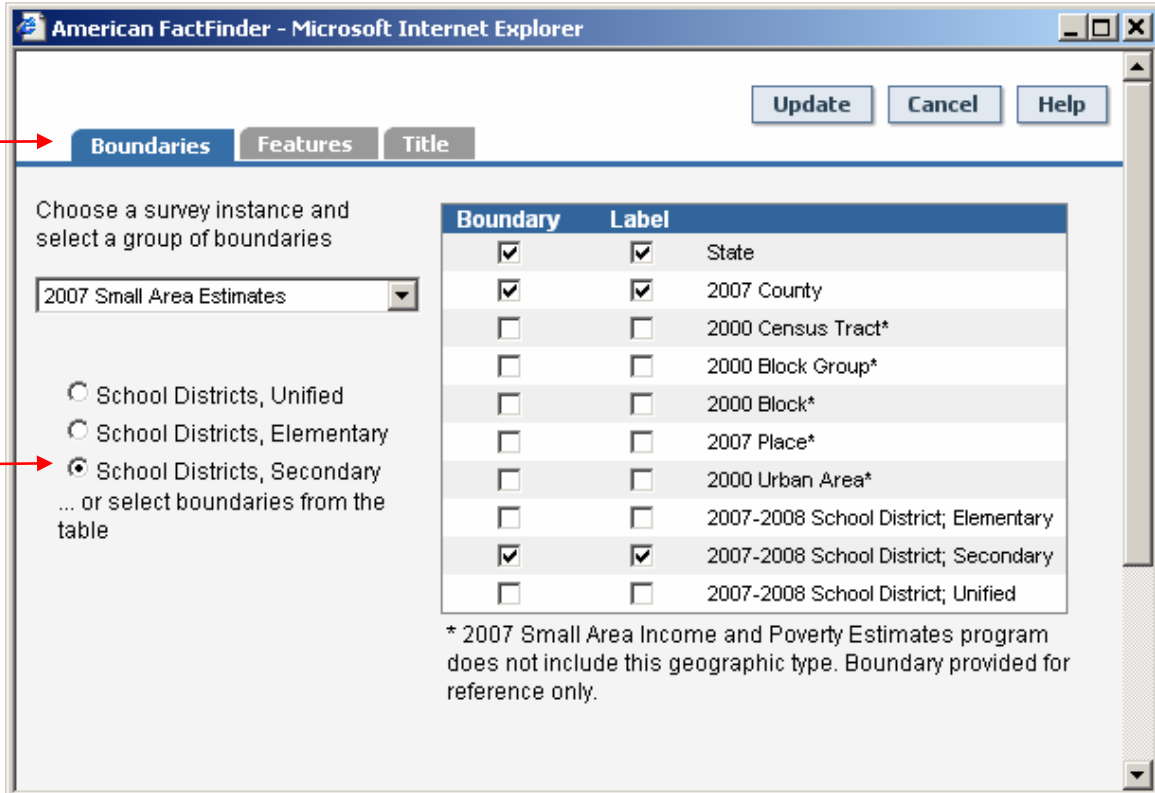 American FactFinder - Microsoft Internet Explorer
Update Cancel Help
Boundaries Features Title
Choose a survey instance and
select a group of boundaries
2007 Small Area Estimates
School Districts, Unified
School Districts, Elementary
School Districts, Secondary
... or select boundaries from the
table
Boundary Label
State
2007 County
2000 Census Tract*
2000 Block Group*
2000 Block*
2007 Place*
2000 Urban Area*
2007-2008 School District; Elementary
2007-2008 School District; Secondary
2007-2008 School District; Unified
* 2007 Small Area Income and Poverty Estimates program
does not include this geographic type. Boundary provided for
reference only.